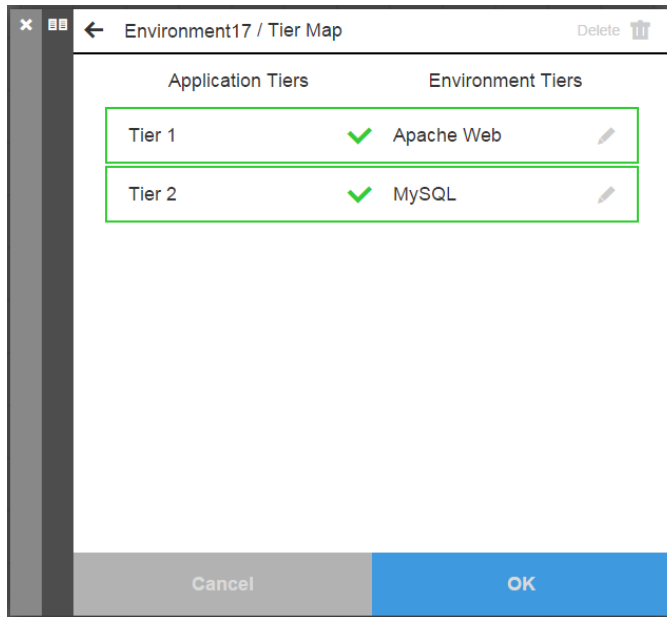 Environment17 / Tier Map Delete
Application Tiers Environment Tiers
Tier 1 Apache Web
Tier 2 MySQL
Cancel OK